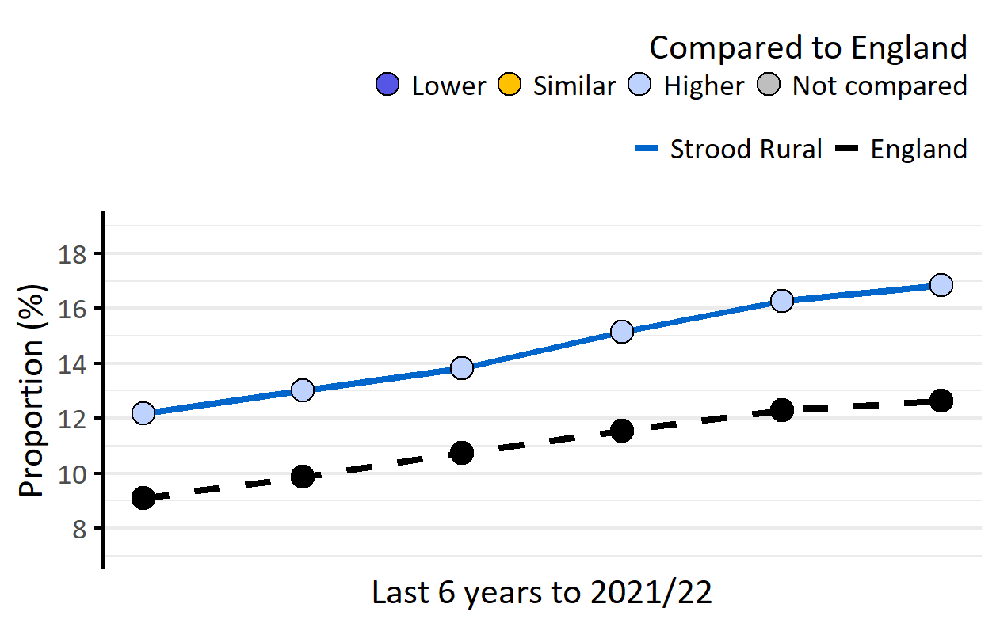 Compared to England
Lower Similar Higher Not compared
Strood Rural England
Proportion (%)
18
16
14
12
10
8
Last 6 years to 2021/22